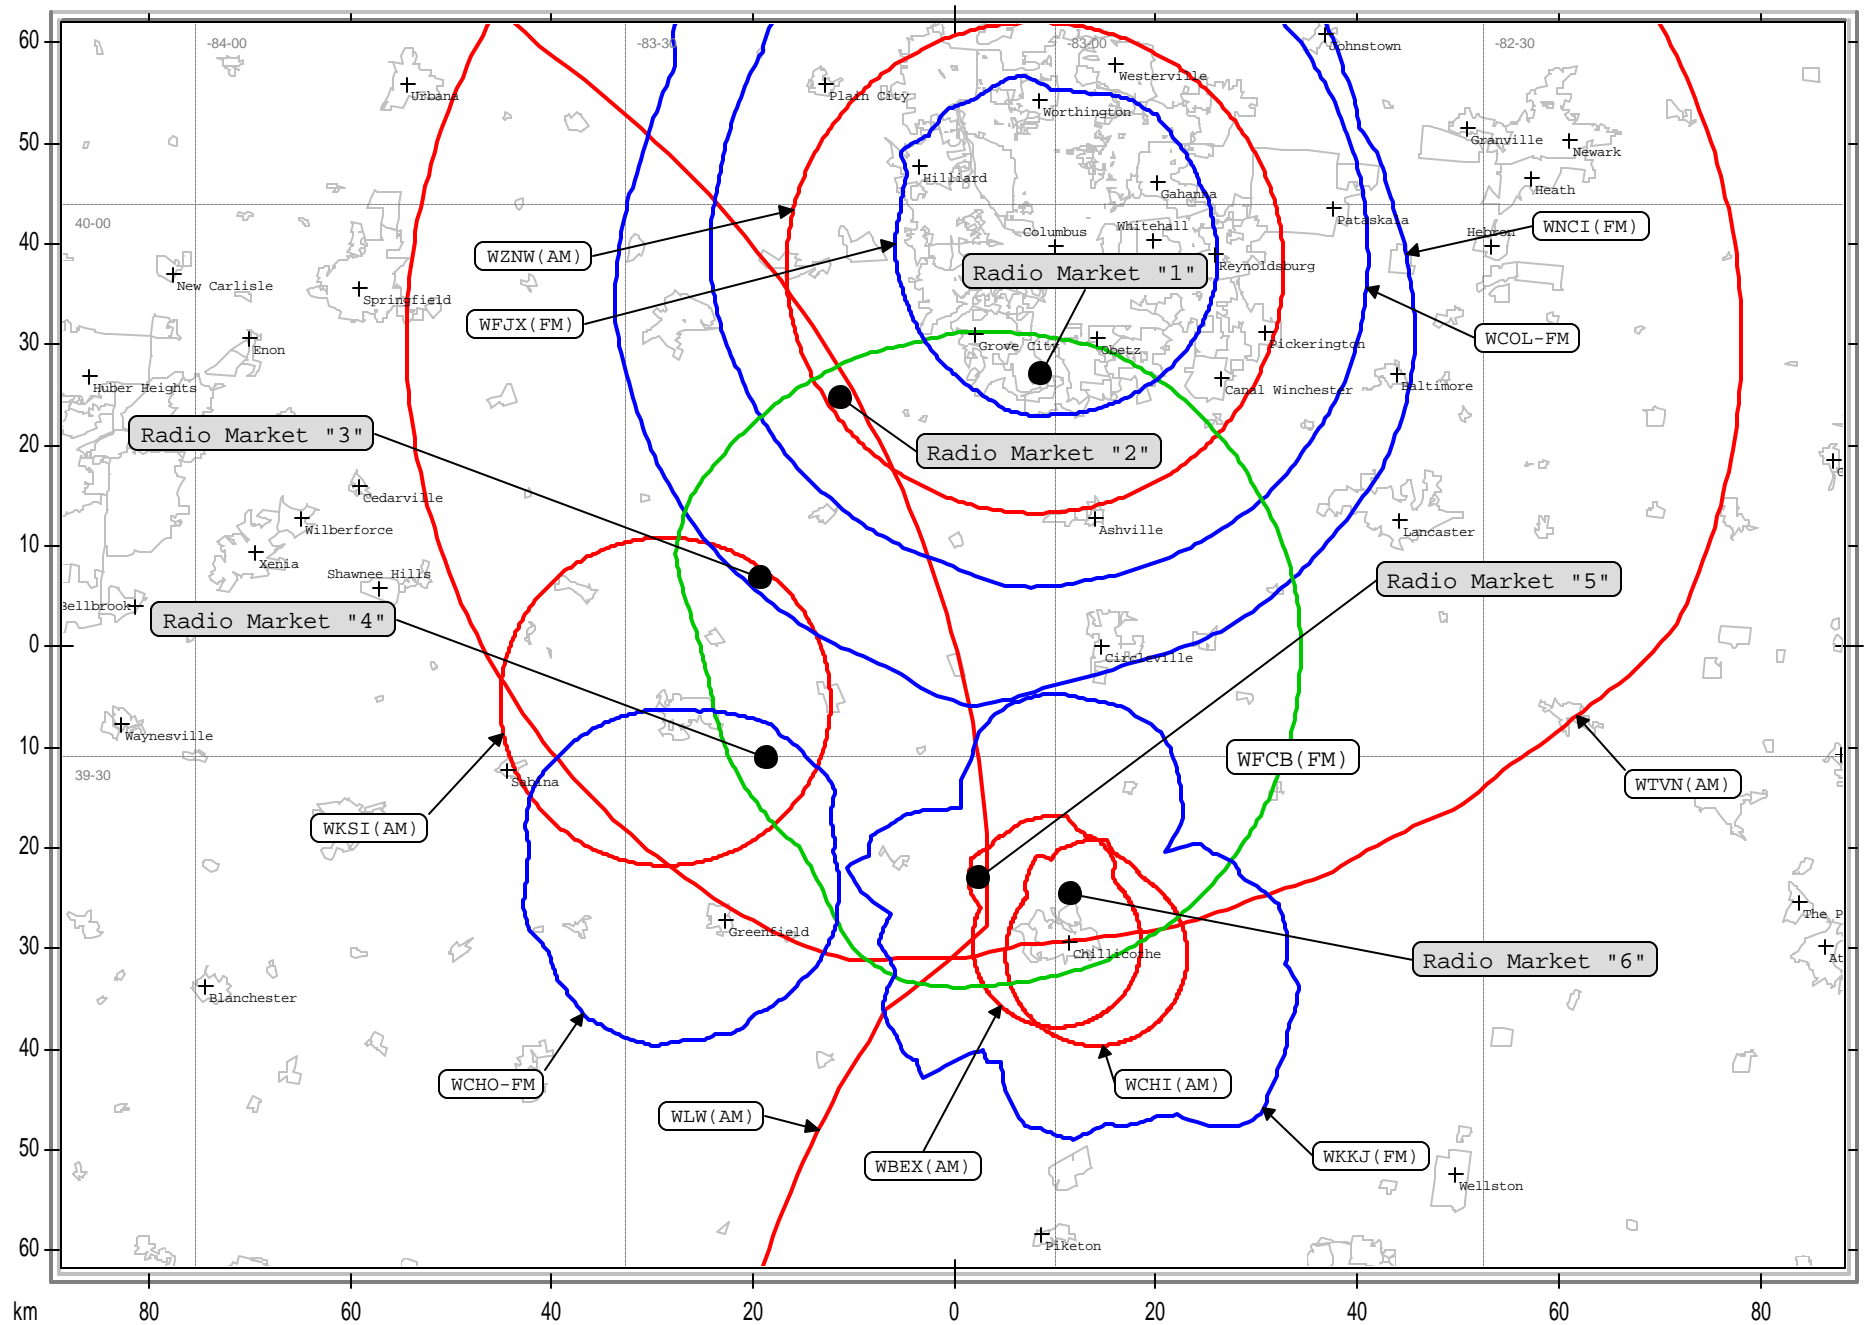 60
-84-00
-83-30
-83-00
-82-30
Johnstown
Westerville
Urbana
Plain City
Worthington
50
Granville
Newark
Hilliard
Gahanna
Heath
40-00
Pataskala
WNCI(FM)
Columbus
Whitehall
Hebron
40
WZNW(AM)
Radio Market "1"
Reynoldsburg
New Carlisle
Springfield
WFJX(FM)
WCOL-FM
30
Enon
Grove City
Obetz
Pickerington
Huber Heights
Canal Winchester
Baltimore
Radio Market "3"
20
Radio Market "2"
Cedarville
Wilberforce
Ashville
Lancaster
10
Xenia
Shawnee Hills
Radio Market "5"
Bellbrook
Radio Market "4"
0
Circleville
Waynesville
10
39-30
WFCB(FM)
Sabina
WTVN(AM)
WKSI(AM)
20
The P
Greenfield
30
Chillicothe
Radio Market "6"
At
Blanchester
40
WCHO-FM
WCHI(AM)
WLW(AM)
50
WBEX(AM)
WKKJ(FM)
Wellston
60
Piketon
km
80
60
40
20
0
20
40
60
80